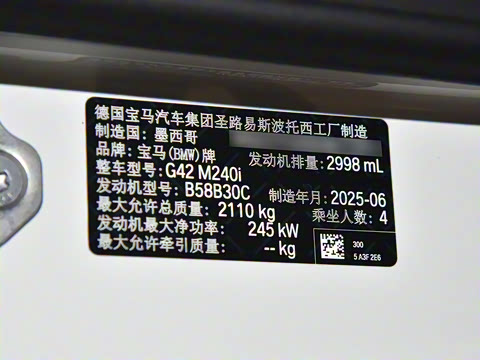 德国宝马汽车集团圣路易斯波托西工厂制造
制造国：墨西哥
品牌：宝马(BMW)牌 发动机排量：2998 mL
整车型号：G42 M240i
发动机型号：B58B30C 制造年月：2025-06
最大允许总质量：2110 kg 乘坐人数：4
发动机最大净功率：245 kW
最大允许牵引质量：-- kg
300
5 A3F 2E6